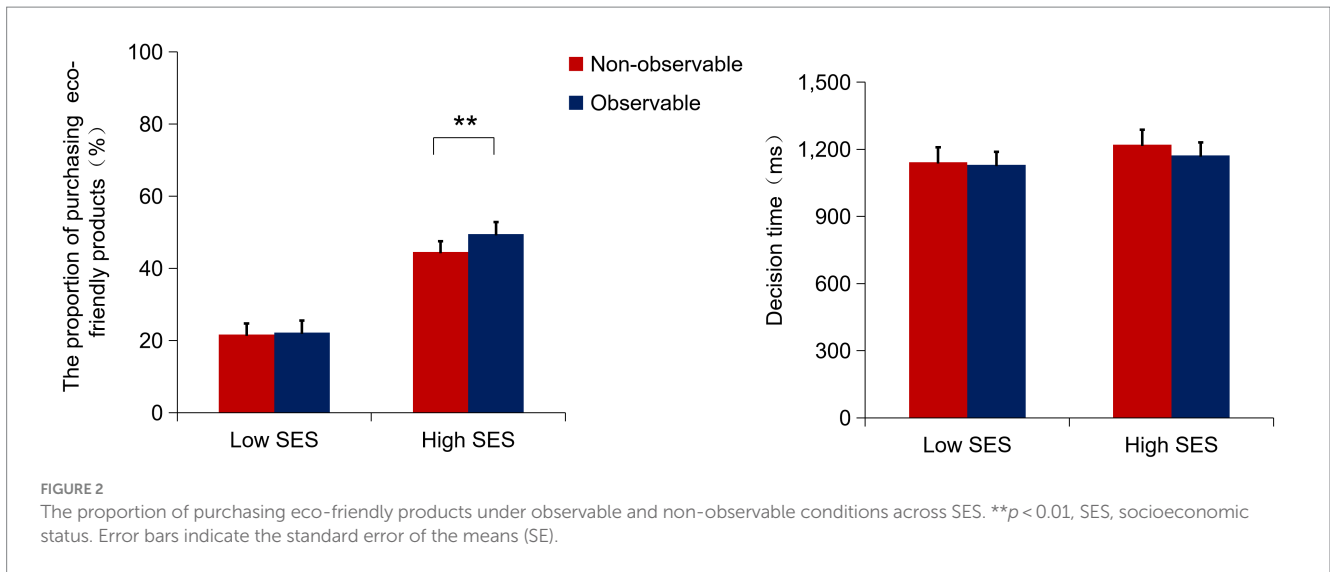 The proportion of purchasing eco-
friendly products（%）
100
80
60
40
20
0
**
Low SES
High SES
Non-observable
Observable
Decision time（ms）
1,500
1,200
900
600
300
0
Low SES
High SES
FIGURE 2
The proportion of purchasing eco-friendly products under observable and non-observable conditions across SES. **p < 0.01, SES, socioeconomic
status. Error bars indicate the standard error of the means (SE).